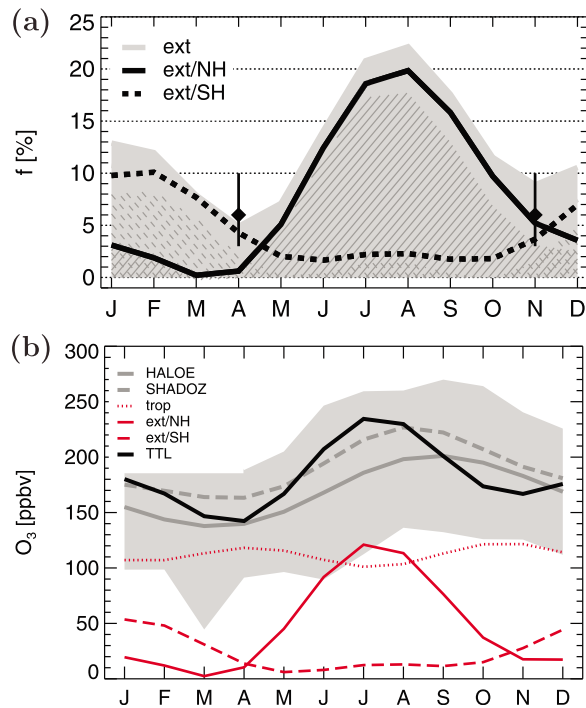 (a)
ext
ext/NH
ext/SH
25
20
15
10
5
0
f [%]
J F M A M J J A S O N D
(b)
HALOE
SHADOZ
trop
ext/NH
ext/SH
TTL
300
250
200
150
100
50
0
O3 [ppbv]
J F M A M J J A S O N D